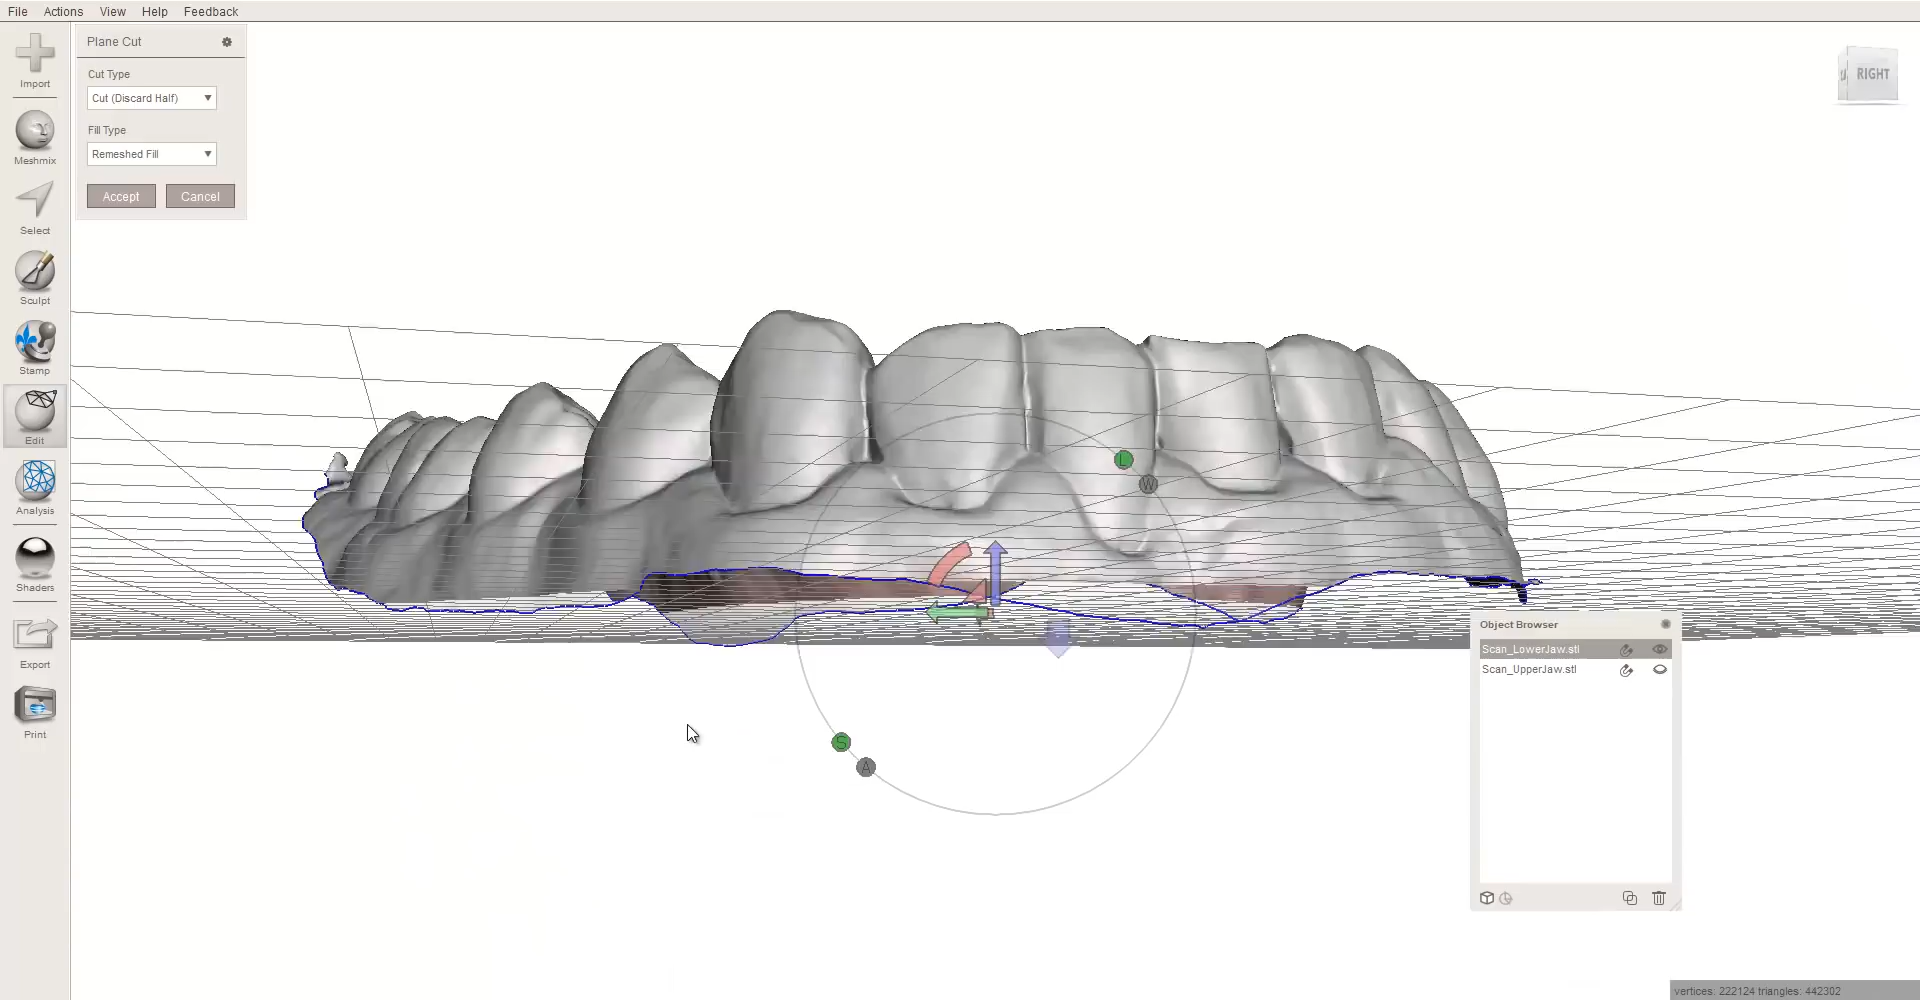 File Actions View Help Feedback
Plane Cut
Cut Type
Cut (Discard Half)
Fill Type
Remeshed Fill
Accept Cancel
Import
Meshmix
Select
Sculpt
Stamp
Edit
Analysis
Shaders
Export
Print
RIGHT
L
W
S
A
Object Browser
Scan_LowerJaw.stl
Scan_UpperJaw.stl
vertices: 222124 triangles: 442302